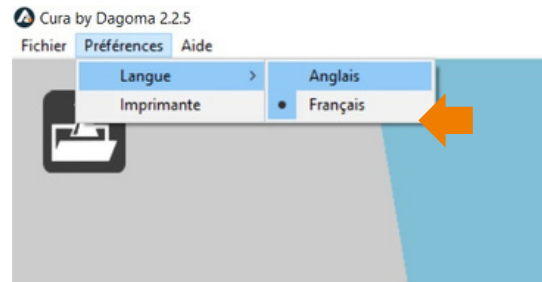 Cura by Dagoma 2.2.5
Fichier Préférences Aide
Langue > Anglais
Imprimante • Français